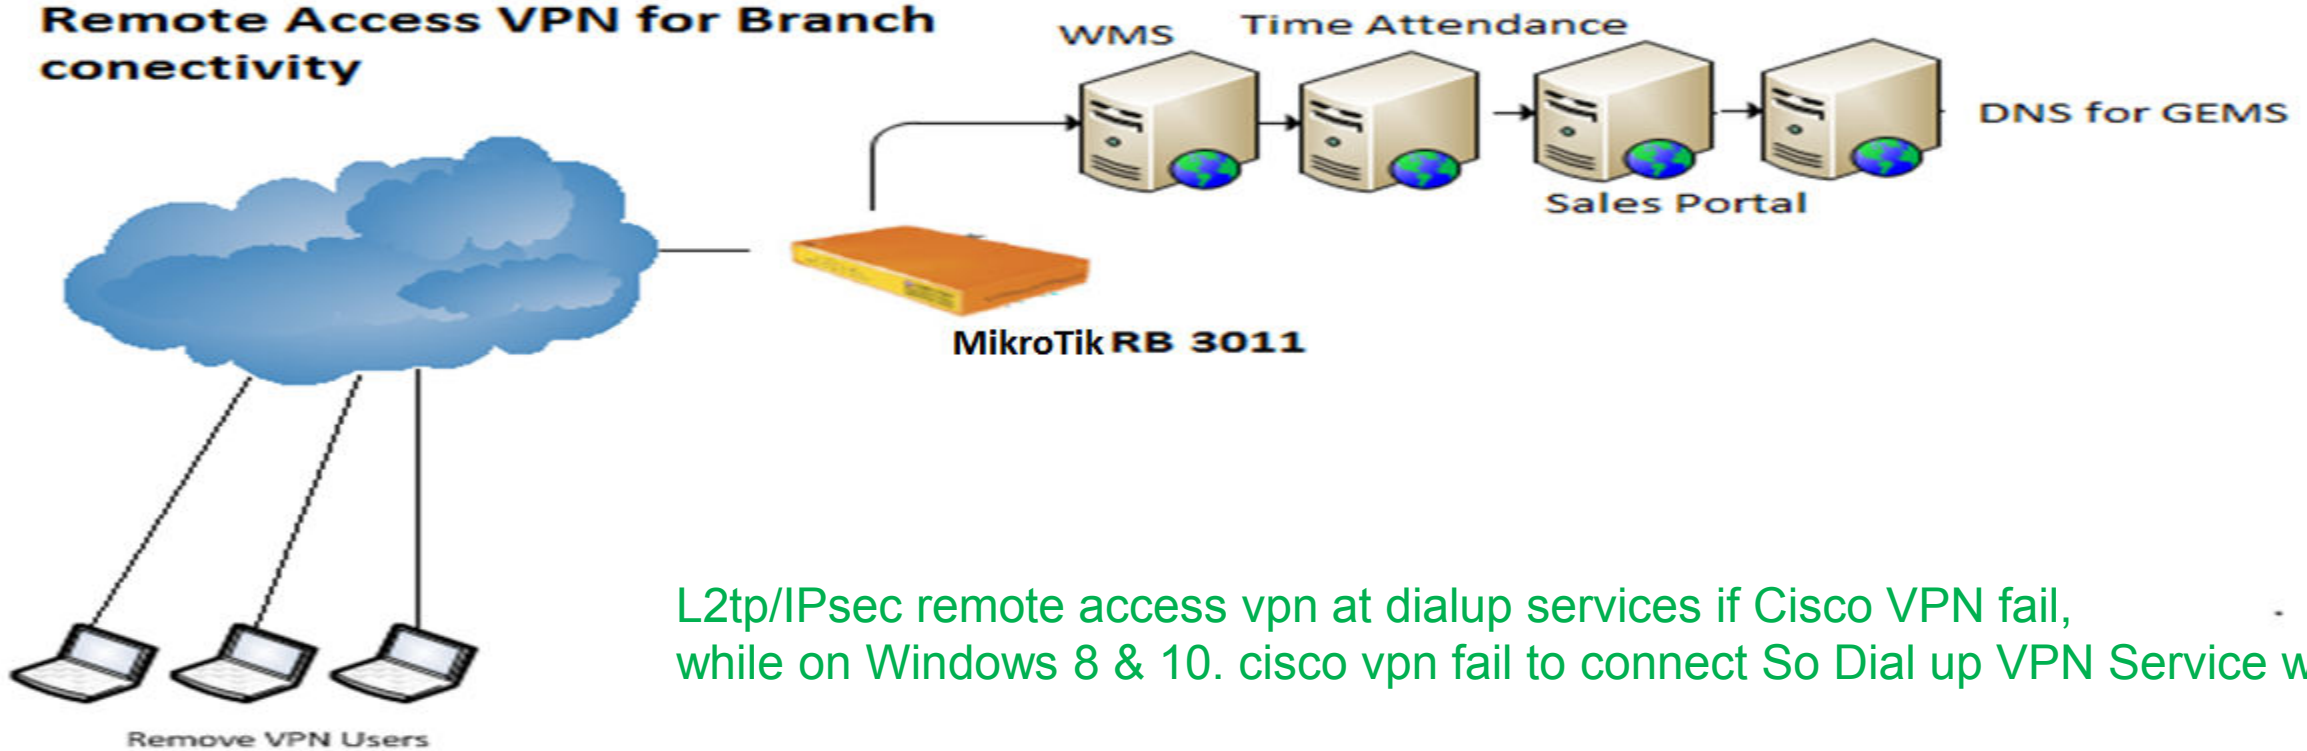 Remote Access VPN for Branch
conectivity
WMS
Time Attendance
DNS for GEMS
Sales Portal
MikroTik RB 3011
L2tp/IPsec remote access vpn at dialup services if Cisco VPN fail,
while on Windows 8 & 10. cisco vpn fail to connect So Dial up VPN Service
Remove VPN Users